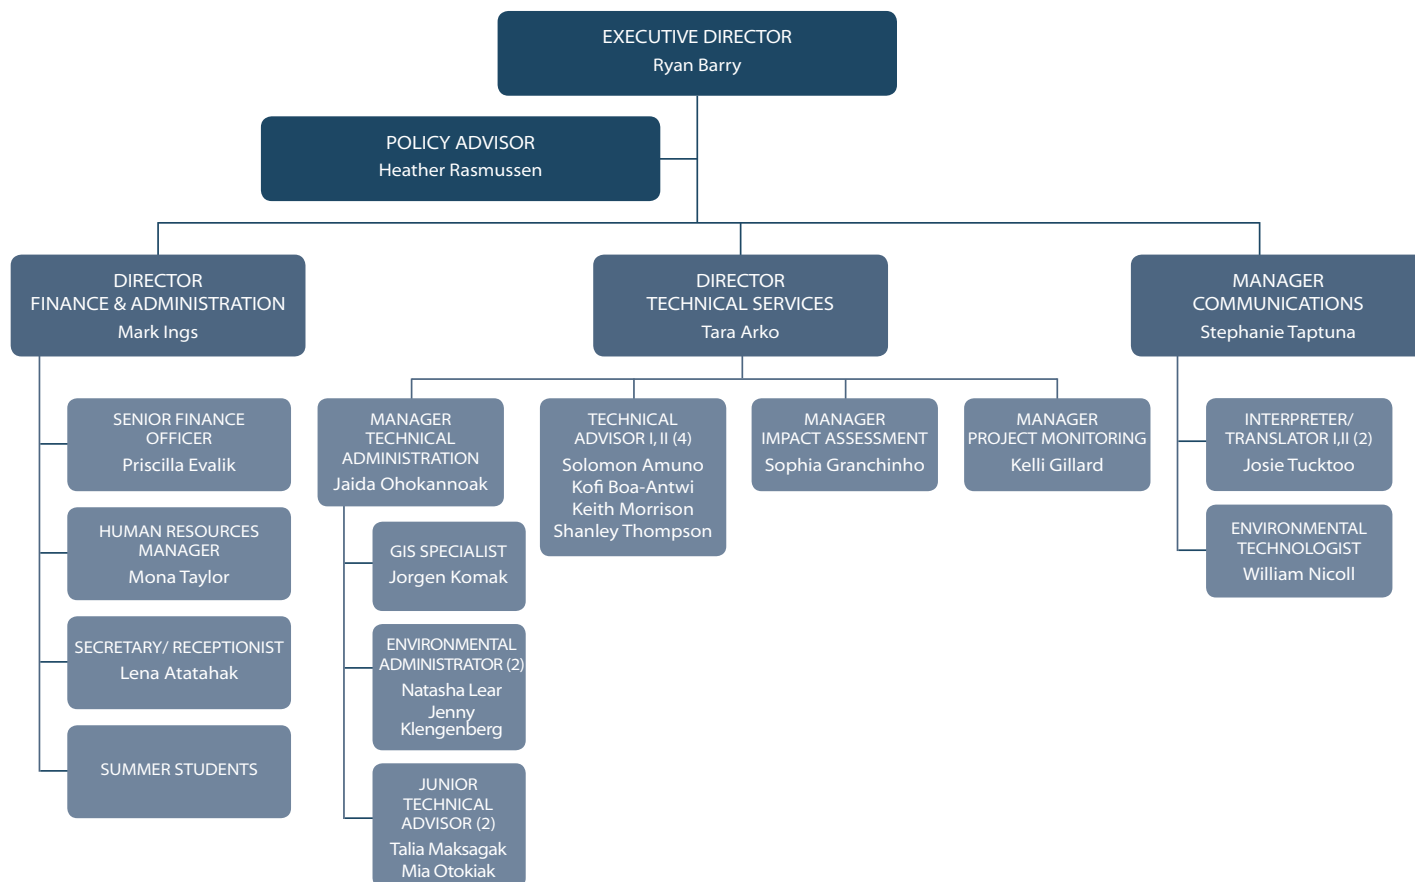 EXECUTIVE DIRECTOR
Ryan Barry
POLICY ADVISOR
Heather Rasmussen
DIRECTOR
FINANCE & ADMINISTRATION
Mark Ings
DIRECTOR
TECHNICAL SERVICES
Tara Arko
MANAGER
COMMUNICATIONS
Stephanie Taptuna
SENIOR FINANCE
OFFICER
Priscilla Evalik
HUMAN RESOURCES
MANAGER
Mona Taylor
SECRETARY/ RECEPTIONIST
Lena Atatahak
SUMMER STUDENTS
MANAGER
TECHNICAL
ADMINISTRATION
Jaida Ohokannoak
GIS SPECIALIST
Jorgen Komak
ENVIRONMENTAL
ADMINISTRATOR (2)
Natasha Lear
Jenny
Klengenberg
JUNIOR
TECHNICAL
ADVISOR (2)
Talia Maksagak
Mia Otokiak
TECHNICAL
ADVISOR I, II (4)
Solomon Amuno
Kofi Boa-Antwi
Keith Morrison
Shanley Thompson
MANAGER
IMPACT ASSESSMENT
Sophia Granchinho
MANAGER
PROJECT MONITORING
Kelli Gillard
INTERPRETER/
TRANSLATOR I,II (2)
Josie Tucktoo
ENVIRONMENTAL
TECHNOLOGIST
William Nicoll